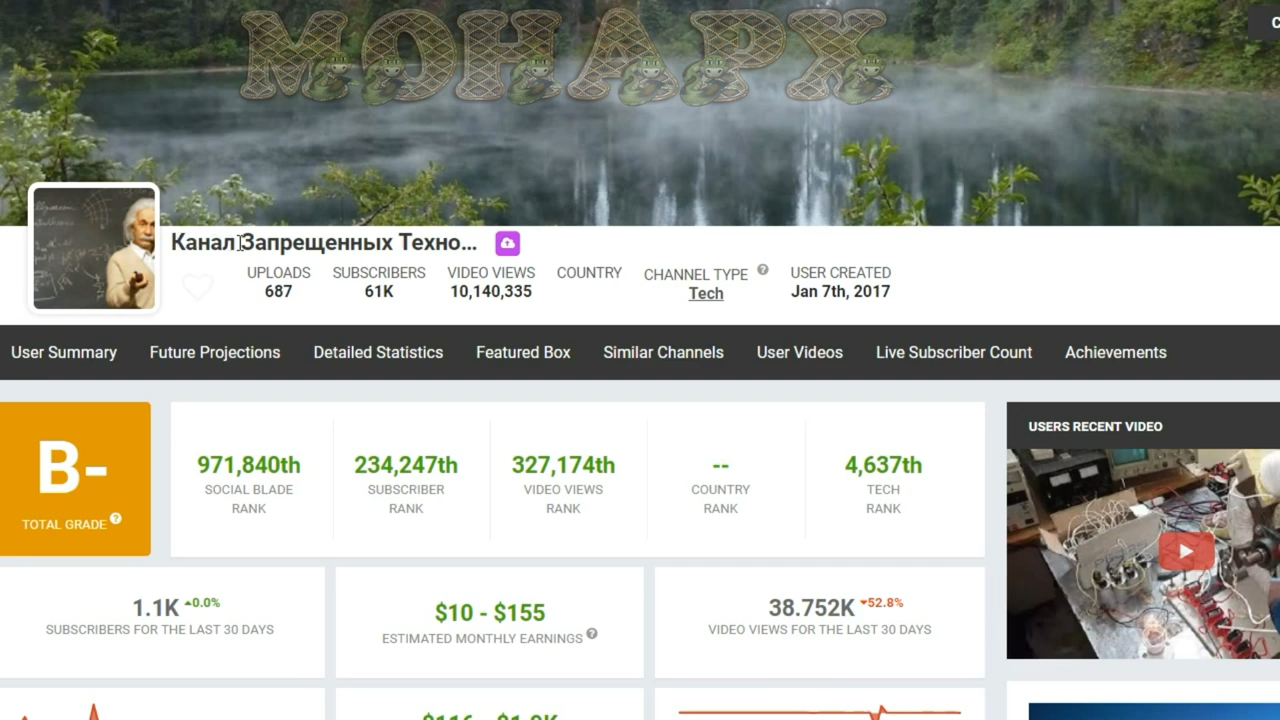 МОНАРХ
Канал Запрещенных Техно...
UPLOADS
687
SUBSCRIBERS
61K
VIDEO VIEWS
10,140,335
COUNTRY
CHANNEL TYPE
Tech
USER CREATED
Jan 7th, 2017
User Summary Future Projections Detailed Statistics Featured Box Similar Channels User Videos Live Subscriber Count Achievements
B-
TOTAL GRADE
971,840th
SOCIAL BLADE
RANK
234,247th
SUBSCRIBER
RANK
327,174th
VIDEO VIEWS
RANK
--
COUNTRY
RANK
4,637th
TECH
RANK
USERS RECENT VIDEO
1.1K 0.0%
SUBSCRIBERS FOR THE LAST 30 DAYS
$10 - $155
ESTIMATED MONTHLY EARNINGS
38.752K 52.8%
VIDEO VIEWS FOR THE LAST 30 DAYS